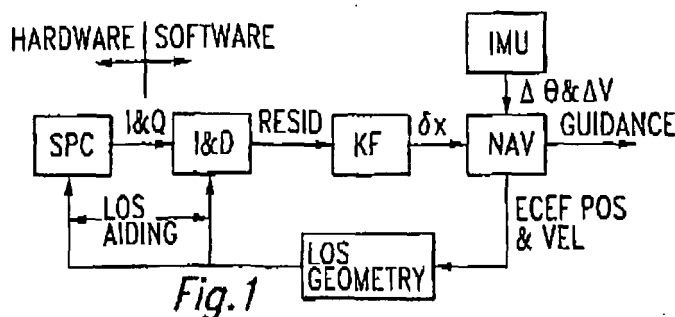 HARDWARE SOFTWARE
IMU
Δ θ & ΔV
I&Q
RESID
δx
GUIDANCE
SPC
I&D
KF
NAV
LOS
AIDING
ECEF POS
& VEL
LOS
GEOMETRY
Fig.1